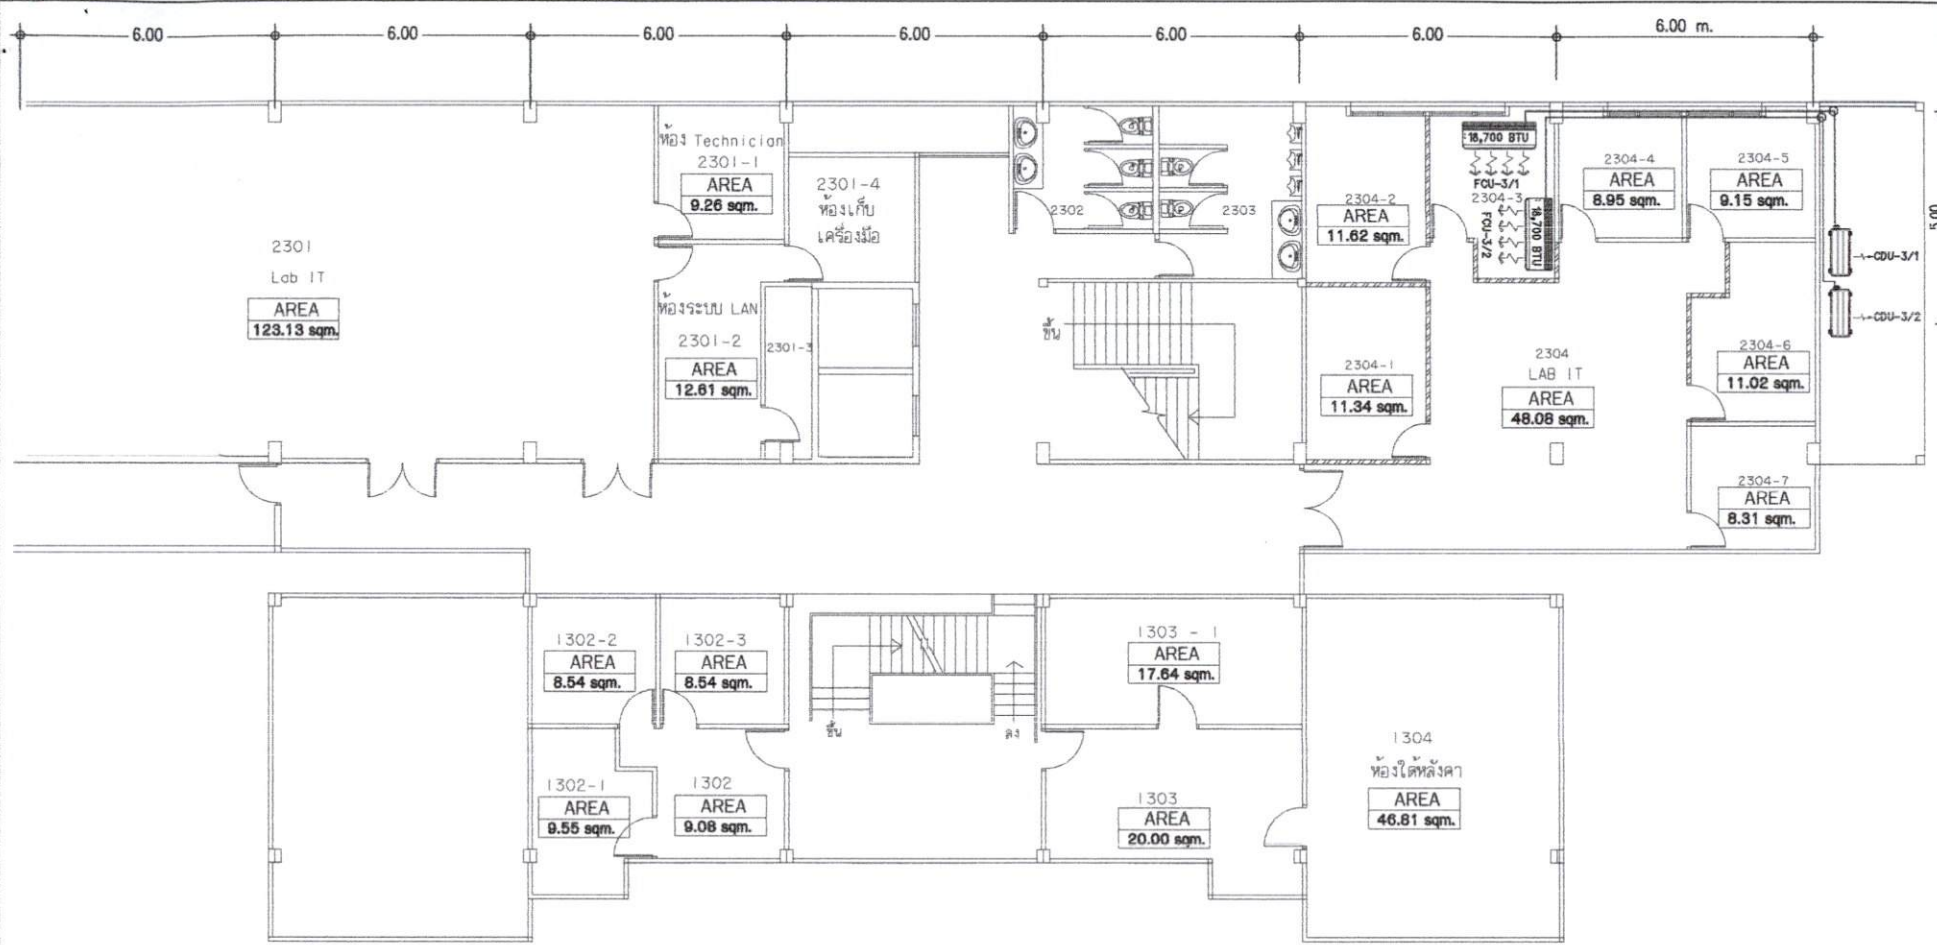 6.00
6.00
6.00
6.00
6.00
6.00
6.00 m.
ห้อง Technician
2301-1
AREA
9.26 sqm.
2301-4
ห้องเก็บ
เครื่องมือ
2302
2303
2304-2
AREA
11.62 sqm.
18,700 BTU
FCU-3/1
2304-3
FCU-3/2
18,700 BTU
2304-4
AREA
8.95 sqm.
2304-5
AREA
9.15 sqm.
5.00
CDU-3/1
CDU-3/2
2301
Lab IT
AREA
123.13 sqm.
ห้องระบบ LAN
2301-2
AREA
12.61 sqm.
2301-3
ขึ้น
2304-1
AREA
11.34 sqm.
2304
LAB IT
AREA
48.08 sqm.
2304-6
AREA
11.02 sqm.
2304-7
AREA
8.31 sqm.
1302-2
AREA
8.54 sqm.
1302-3
AREA
8.54 sqm.
ขึ้น
ลง
1303 - 1
AREA
17.64 sqm.
1302-1
AREA
9.55 sqm.
1302
AREA
9.08 sqm.
1303
AREA
20.00 sqm.
1304
ห้องใต้หลังคา
AREA
46.81 sqm.